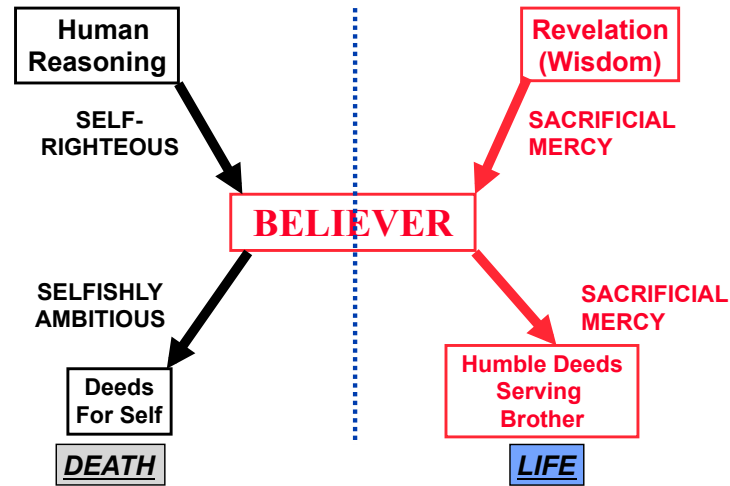 Human
Reasoning
Revelation
(Wisdom)
SELF-
RIGHTEOUS
SACRIFICIAL
MERCY
BELIEVER
SELFISHLY
AMBITIOUS
SACRIFICIAL
MERCY
Deeds
For Self
Humble Deeds
Serving
Brother
DEATH
LIFE